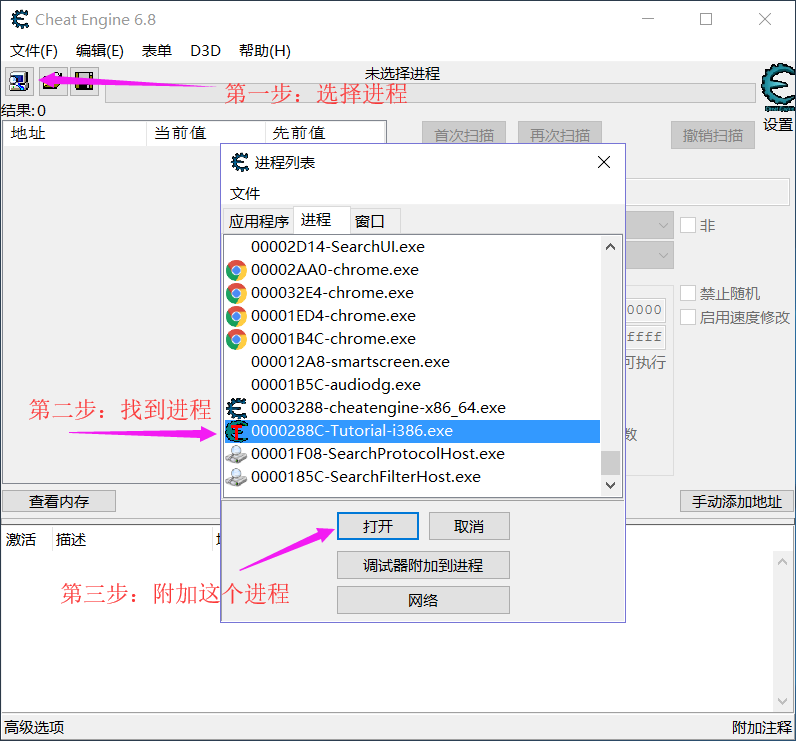 Cheat Engine 6.8
文件(F) 编辑(E) 表单 D3D 帮助(H)
未选择进程
第一步：选择进程
结果:0
设置
地址 当前值 先前值
首次扫描 再次扫描 撤销扫描
进程列表
文件
应用程序 进程 窗口
非
00002D14-SearchUI.exe
00002AA0-chrome.exe
000032E4-chrome.exe
禁止随机
00001ED4-chrome.exe
0000
启用速度修改
00001B4C-chrome.exe
ffff
00012A8-smartscreen.exe
可执行
00001B5C-audiodg.exe
第二步：找到进程
00003288-cheatengine-x86_64.exe
0000288C-Tutorial-i386.exe
数
00001F08-SearchProtocolHost.exe
0000185C-SearchFilterHost.exe
查看内存
手动添加地址
打开 取消
激活 描述
调试器附加到进程
第三步：附加这个进程
网络
高级选项
附加注释